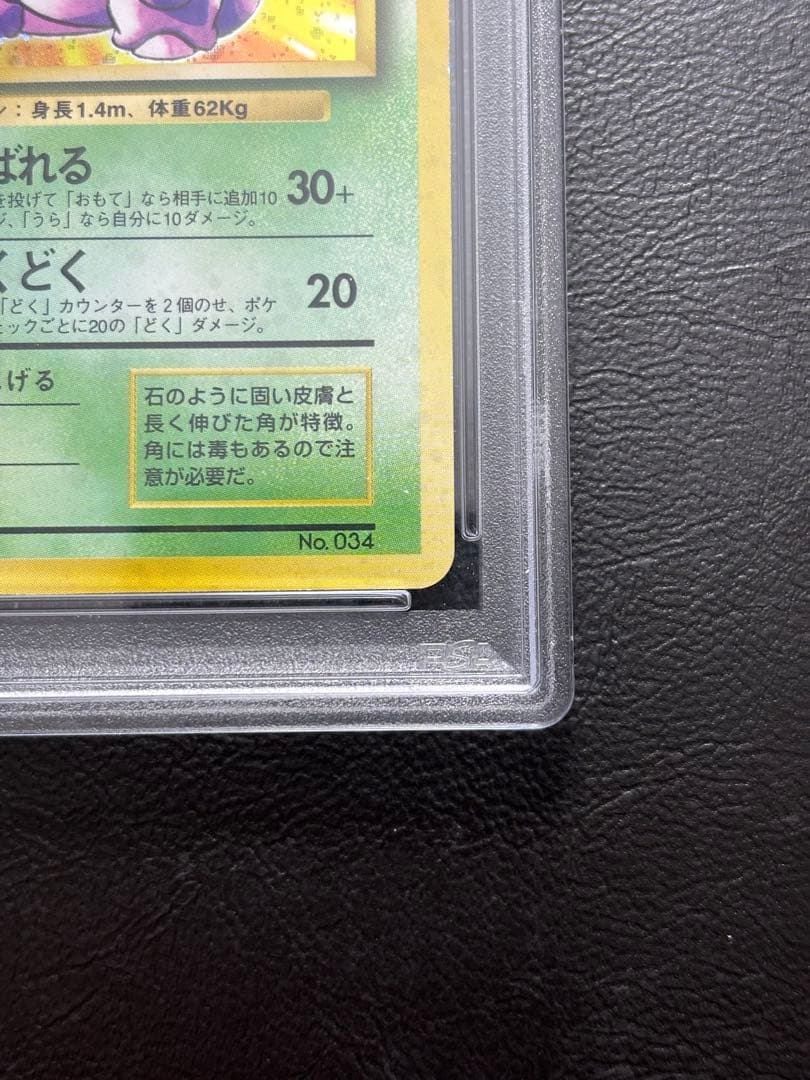 ン：身長1.4m、体重62Kg
ばれる 30+
を投げて「おもて」なら相手に追加10
ジ、「うら」なら自分に10ダメージ。
くどく 20
「どく」カウンターを2個のせ、ポケ
ェックごとに20の「どく」ダメージ。
げる
石のように固い皮膚と
長く伸びた角が特徴。
角には毒もあるので注
意が必要だ。
No. 034